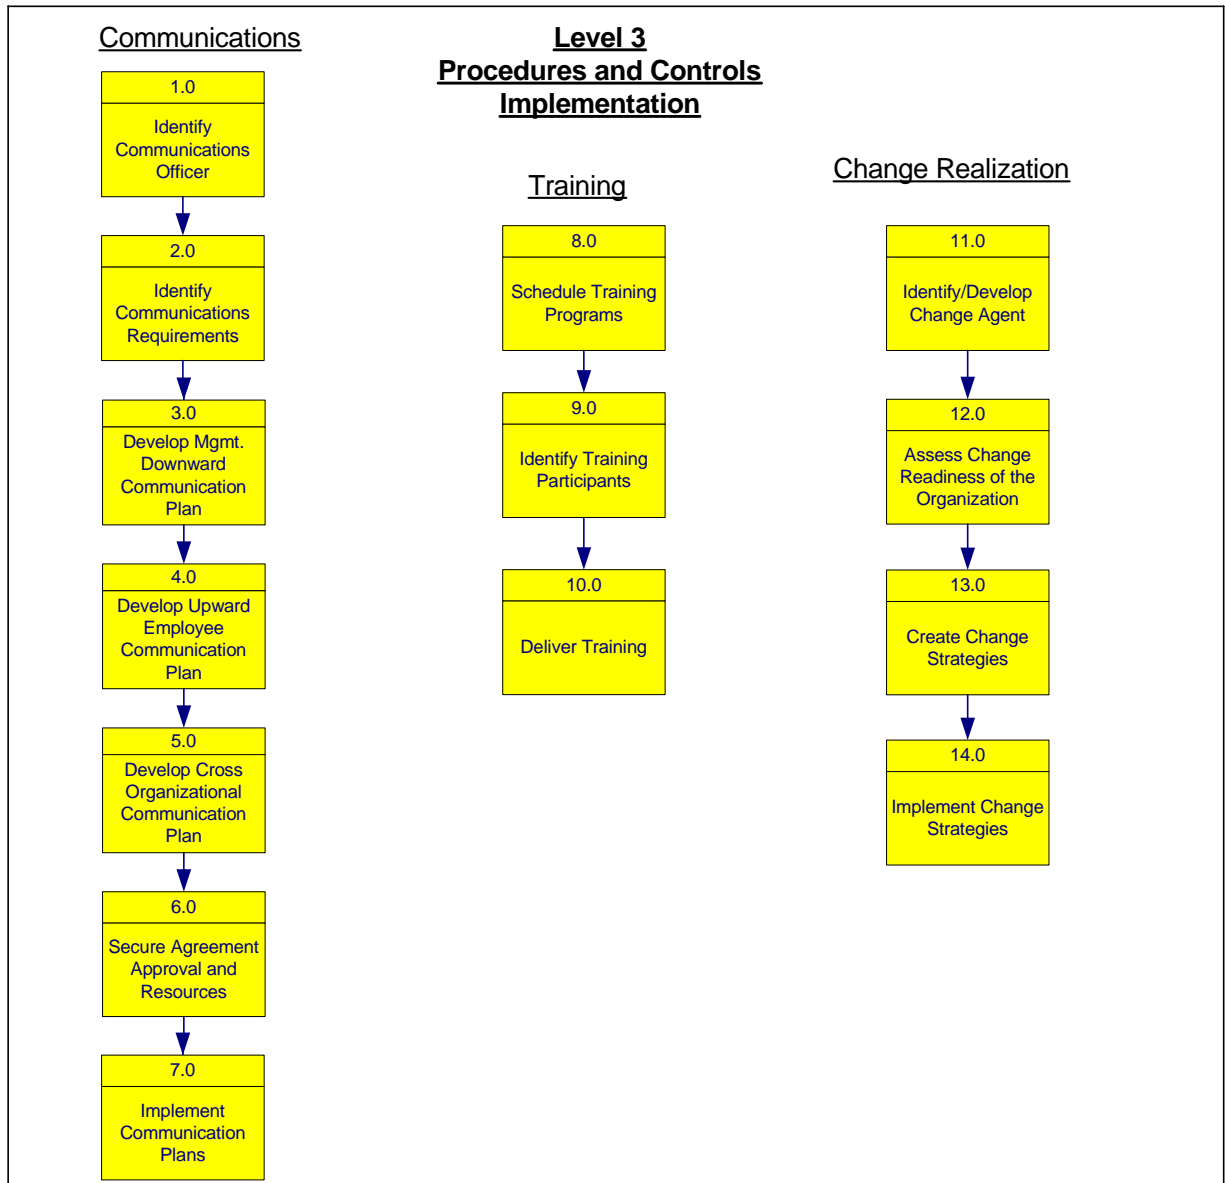 Communications
Level 3
Procedures and Controls
Implementation
1.0
Identify
Communications
Officer
2.0
Identify
Communications
Requirements
3.0
Develop Mgmt.
Downward
Communication
Plan
4.0
Develop Upward
Employee
Communication
Plan
5.0
Develop Cross
Organizational
Communication
Plan
6.0
Secure Agreement
Approval and
Resources
7.0
Implement
Communication
Plans
Training
8.0
Schedule Training
Programs
9.0
Identify Training
Participants
10.0
Deliver Training
Change Realization
11.0
Identify/Develop
Change Agent
12.0
Assess Change
Readiness of the
Organization
13.0
Create Change
Strategies
14.0
Implement Change
Strategies